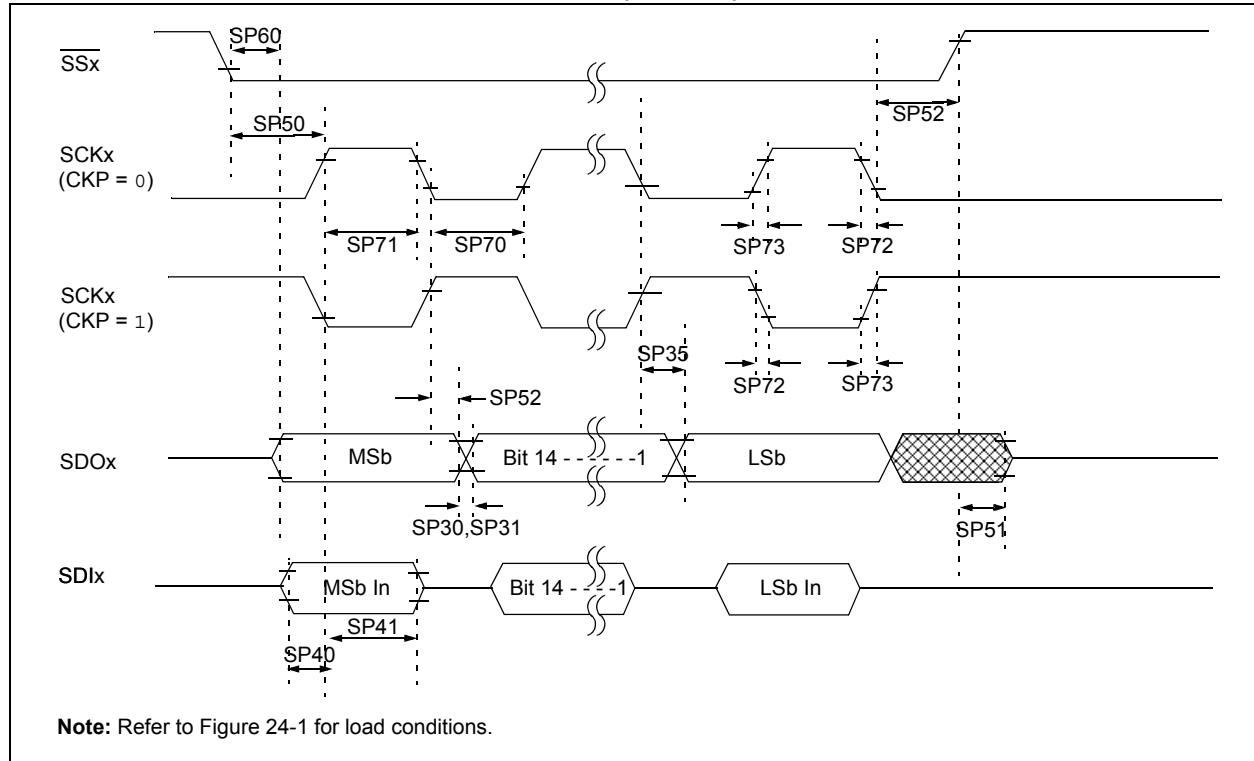 SP60
SSx
SP52
SP50
SCKx
(CKP = 0)
SP71
SP70
SP73
SP72
SCKx
(CKP = 1)
SP35
SP72
SP73
SP52
SDOx
MSb
Bit 14 - - - - - -1
LSb
SP30,SP31
SP51
SDIx
MSb In
Bit 14 - - - -1
LSb In
SP41
SP40
Note: Refer to Figure 24-1 for load conditions.